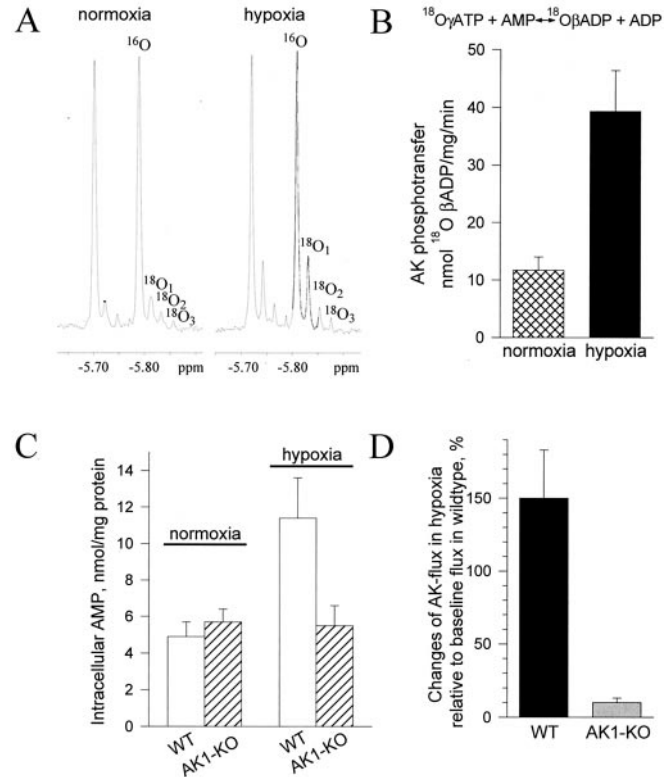 A
normoxia
hypoxia
16O
16O
18O1
18O2
18O3
18O1
18O2
18O3
-5.70 -5.80 ppm
-5.70 -5.80 ppm
B
18OγATP + AMP↔18OβADP + ADP
AK phosphotransfer
nmol 18O βADP/mg/min
50
40
30
20
10
0
normoxia hypoxia
C
Intracellular AMP, nmol/mg protein
14
12
10
8
6
4
2
0
normoxia
hypoxia
WT
AK1-KO
WT
AK1-KO
D
Changes of AK-flux in hypoxia
relative to baseline flux in wildtype, %
150
100
50
0
WT AK1-KO